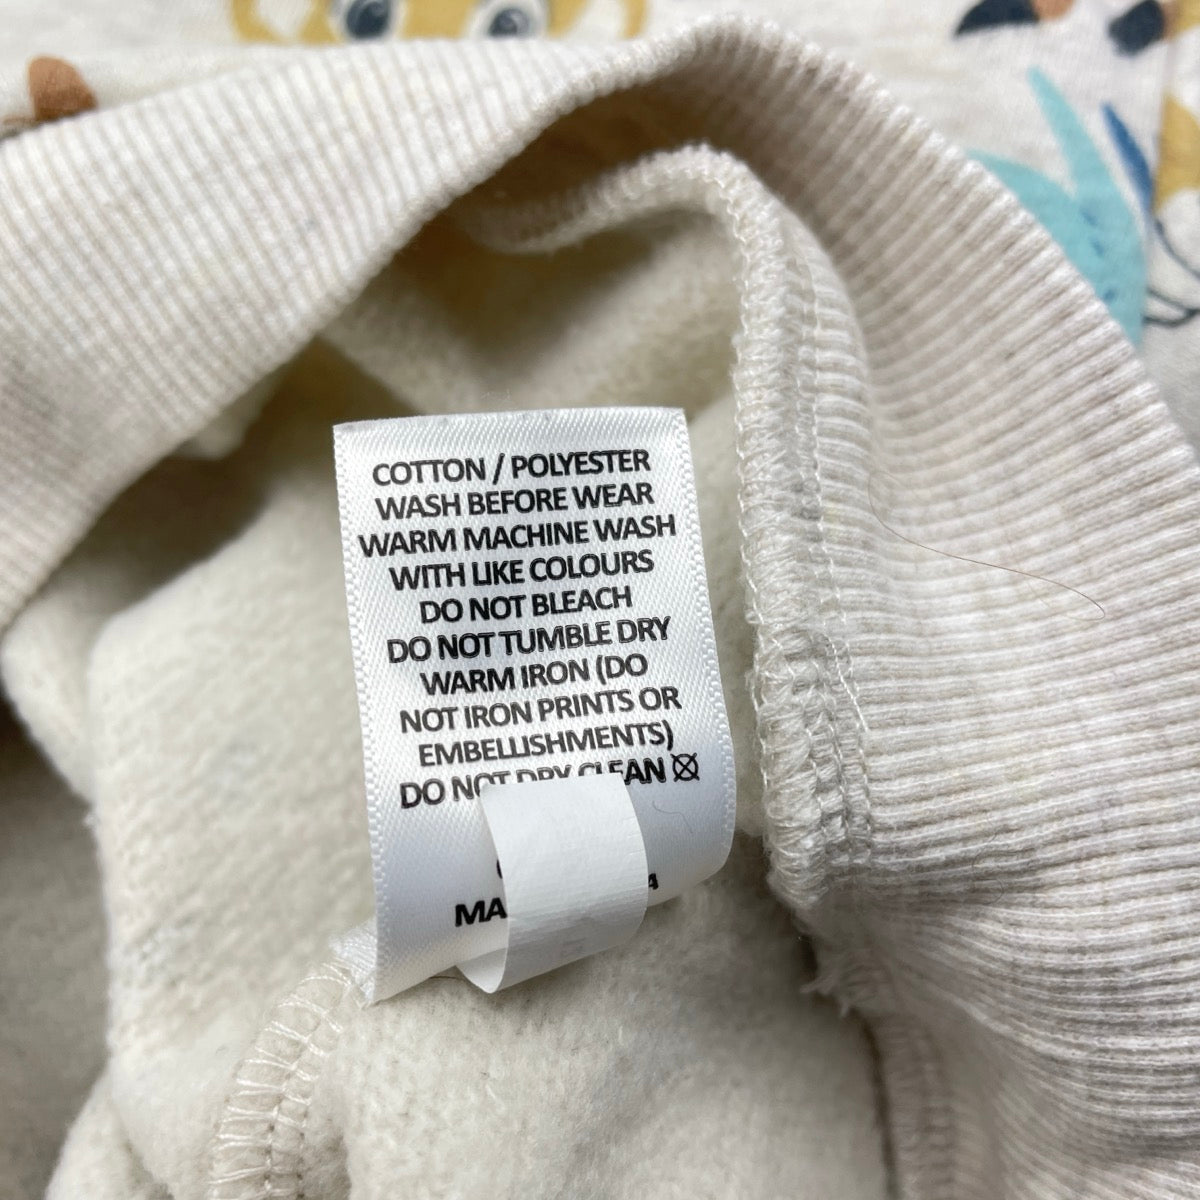 COTTON / POLYESTER
WASH BEFORE WEAR
WARM MACHINE WASH
WITH LIKE COLOURS
DO NOT BLEACH
DO NOT TUMBLE DRY
WARM IRON (DO
NOT IRON PRINTS OR
EMBELLISHMENTS)
DO NOT DRY CLEAN